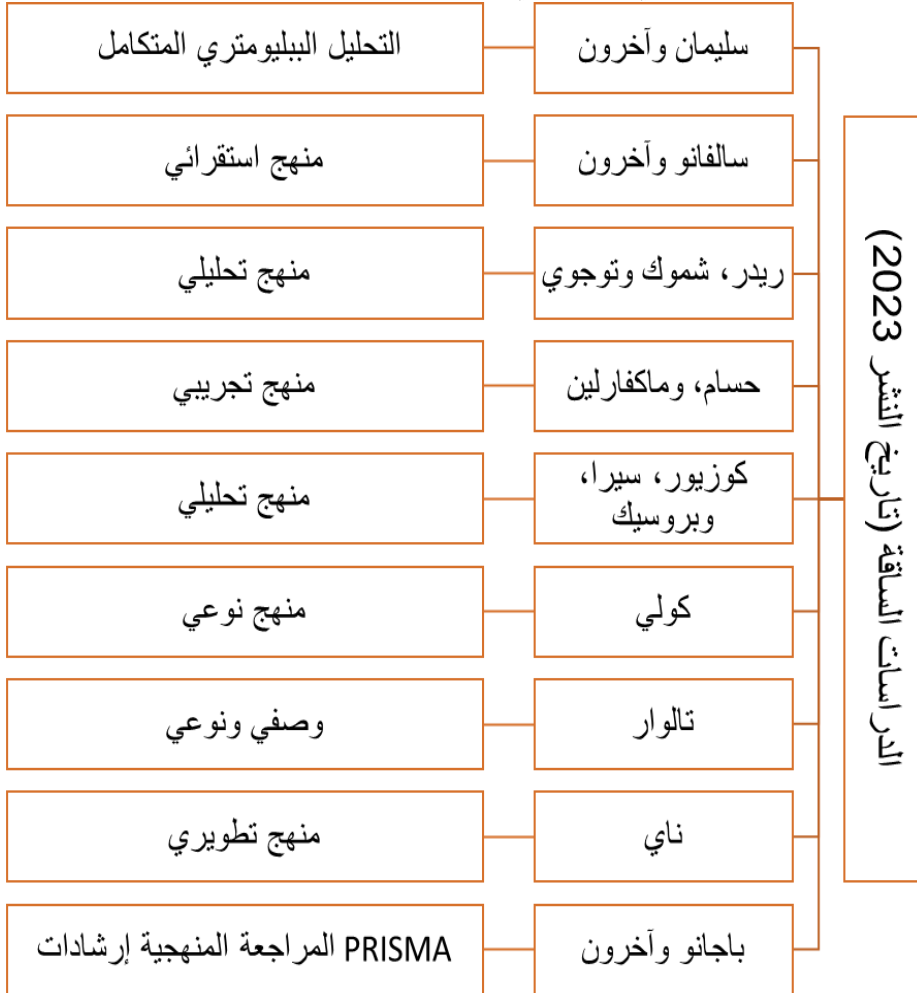 الدراسات الساقة (تاريخ النشر 2023)
سليمان وآخرون
التحليل الببليومتري المتكامل
سالفانو وآخرون
منهج استقرائي
ريدر، شموك وتوجوي
منهج تحليلي
حسام، وماكفارلين
منهج تجريبي
كوزيور، سيرا،
وبروسيك
منهج تحليلي
كولي
منهج نوعي
تالوار
وصفي ونوعي
ناي
منهج تطويري
باجانو وآخرون
PRISMA المراجعة المنهجية إرشادات